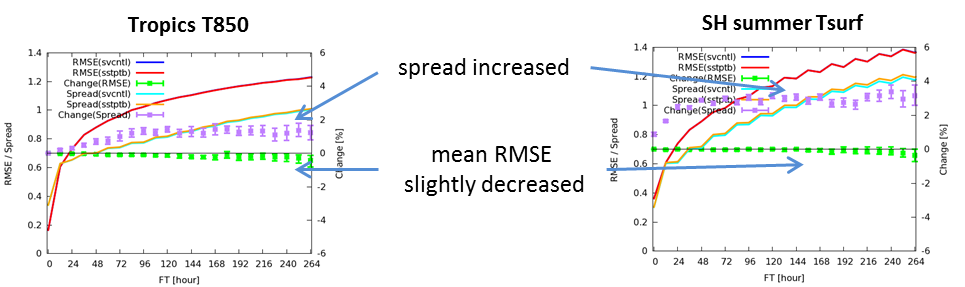 Tropics T850
SH summer Tsurf
spread increased
mean RMSE
slightly decreased
1.4
1.2
1
0.8
0.6
0.4
0.2
0
RMSE / Spread
6
4
2
0
-2
-4
-6
Change [%]
RMSE(svcntl)
RMSE(sstptb)
Change(RMSE)
Spread(svcntl)
Spread(sstptb)
Change(Spread)
0 24 48 72 96 120 144 168 192 216 240 264
FT [hour]
1.4
1.2
1
0.8
0.6
0.4
0.2
0
RMSE / Spread
6
4
2
0
-2
-4
-6
Change [%]
RMSE(svcntl)
RMSE(sstptb)
Change(RMSE)
Spread(svcntl)
Spread(sstptb)
Change(Spread)
0 24 48 72 96 120 144 168 192 216 240 264
FT [hour]